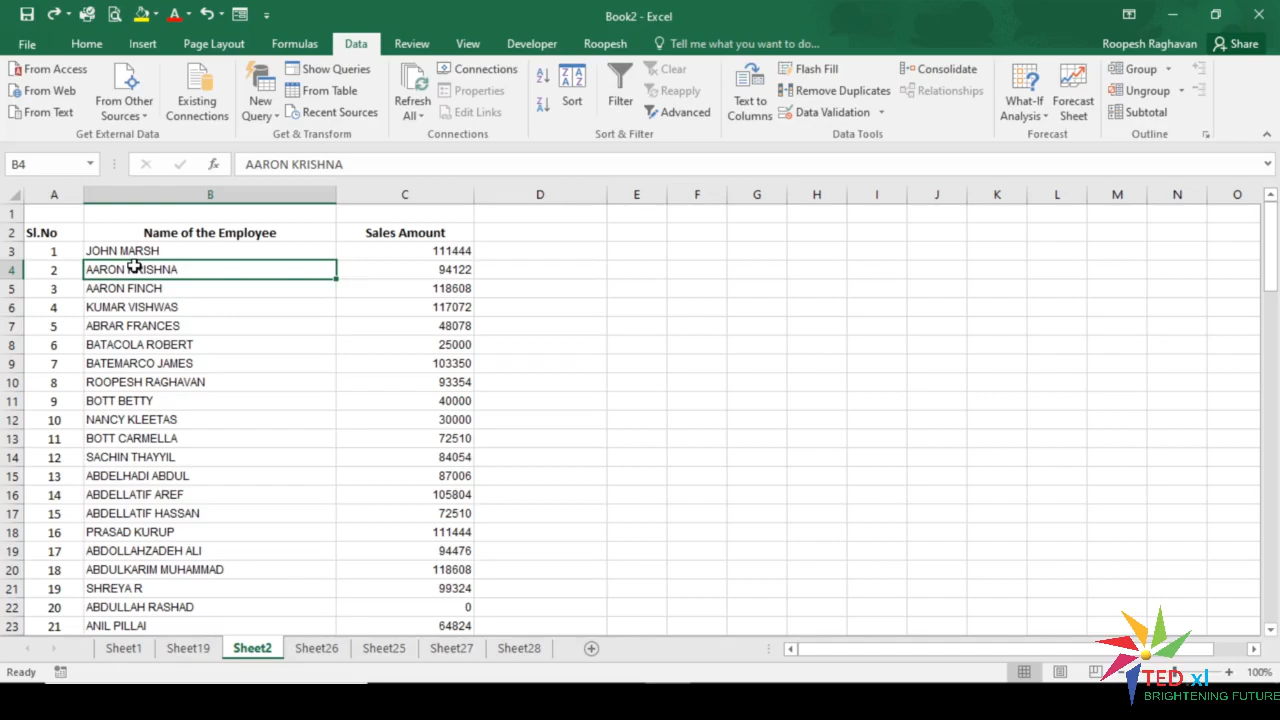 Book2 - Excel
File Home Insert Page Layout Formulas Data Review View Developer Roopesh Tell me what you want to do... Roopesh Raghavan Share
From Access
From Web
From Text
From Other Sources
Existing Connections
Get External Data
New Query
Show Queries
From Table
Recent Sources
Get & Transform
Refresh All
Connections
Properties
Edit Links
Connections
Sort
Filter
Clear
Reapply
Advanced
Sort & Filter
Text to Columns
Flash Fill
Remove Duplicates
Data Validation
Consolidate
Relationships
Data Tools
What-If Analysis
Forecast Sheet
Forecast
Group
Ungroup
Subtotal
Outline
B4 fx AARON KRISHNA
A B C D E F G H I J K L M N O
1
2 Sl.No Name of the Employee Sales Amount
3 1 JOHN MARSH 111444
4 2 AARON KRISHNA 94122
5 3 AARON FINCH 118608
6 4 KUMAR VISHWAS 117072
7 5 ABRAR FRANCES 48078
8 6 BATACOLA ROBERT 25000
9 7 BATEMARCO JAMES 103350
10 8 ROOPESH RAGHAVAN 93354
11 9 BOTT BETTY 40000
12 10 NANCY KLEETAS 30000
13 11 BOTT CARMELLA 72510
14 12 SACHIN THAYYIL 84054
15 13 ABDELHADI ABDUL 87006
16 14 ABDELLATIF AREF 105804
17 15 ABDELLATIF HASSAN 72510
18 16 PRASAD KURUP 111444
19 17 ABDOLLAHZADEH ALI 94476
20 18 ABDULKARIM MUHAMMAD 118608
21 19 SHREYA R 99324
22 20 ABDULLAH RASHAD 0
23 21 ANIL PILLAI 64824
Sheet1 Sheet19 Sheet2 Sheet26 Sheet25 Sheet27 Sheet28
Ready 100%
TED.xl
BRIGHTENING FUTURE